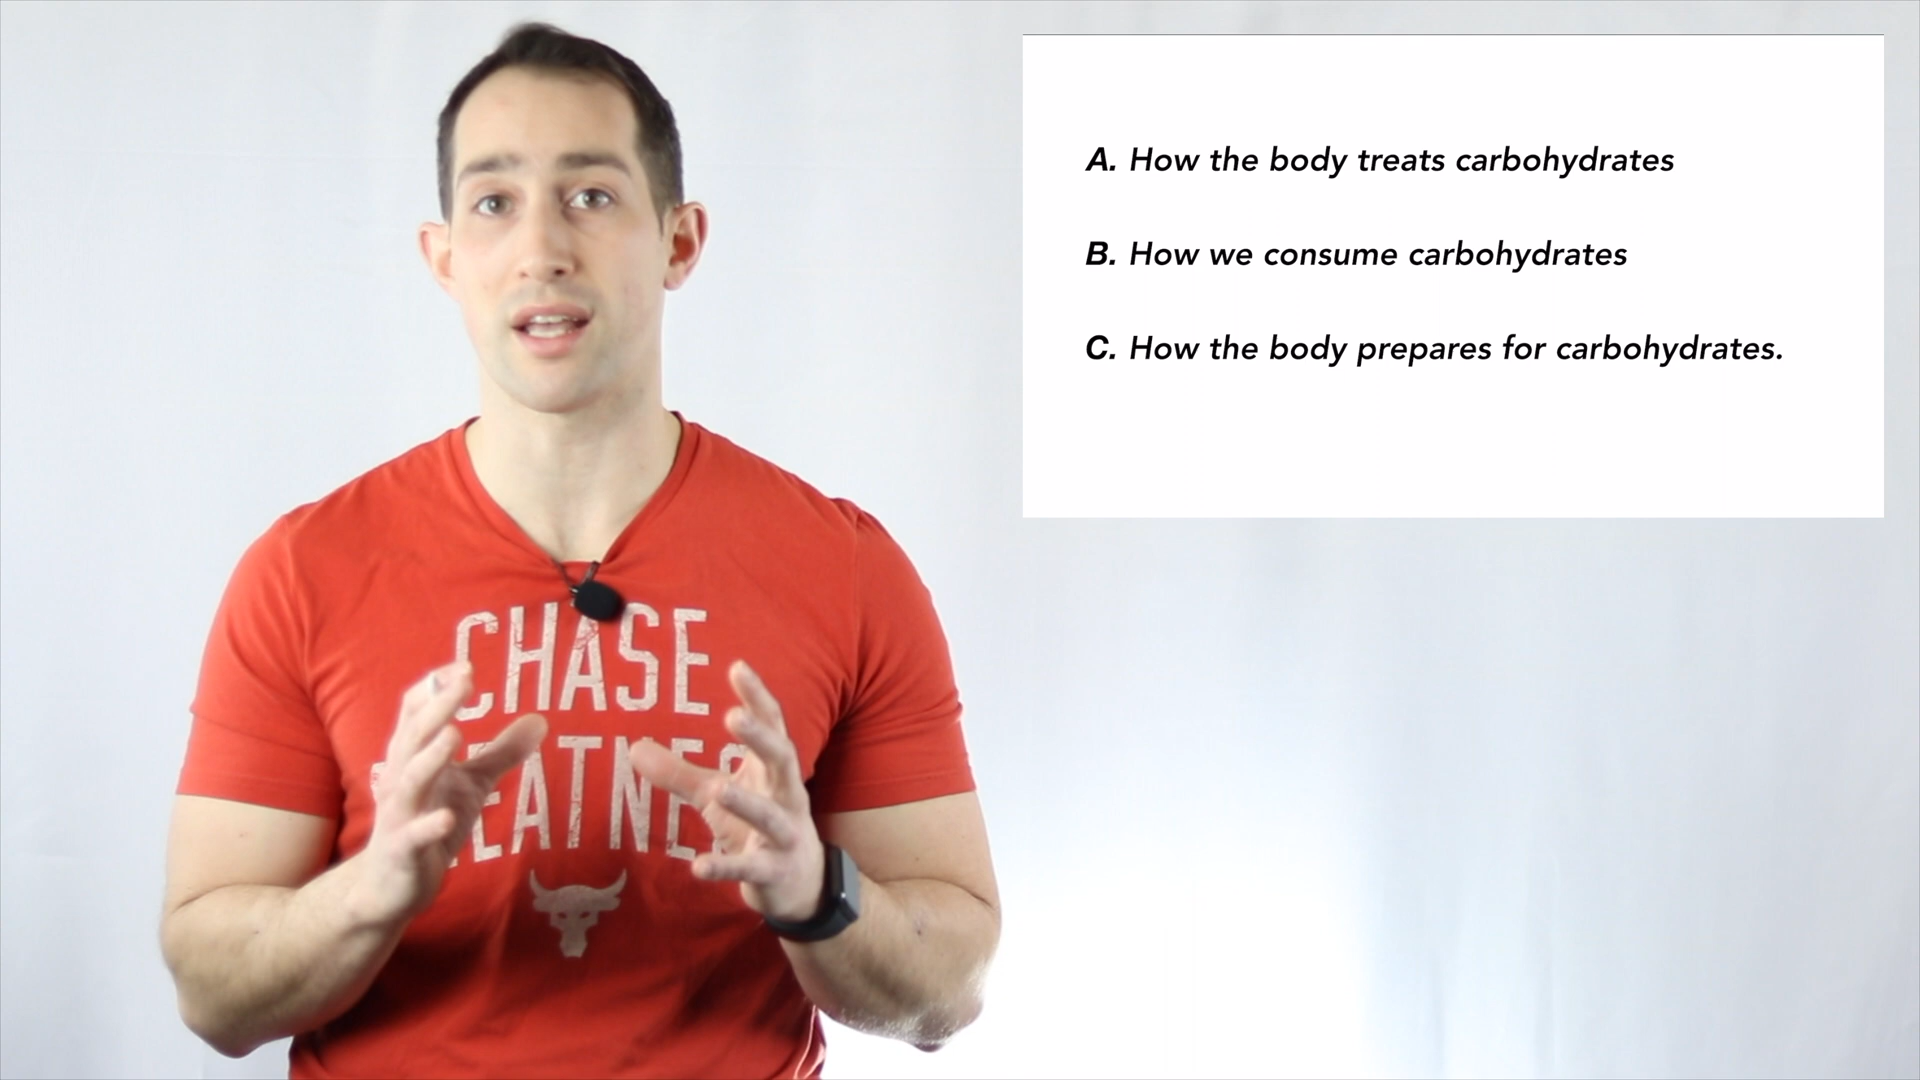 A. How the body treats carbohydrates
B. How we consume carbohydrates
C. How the body prepares for carbohydrates.
CHASE